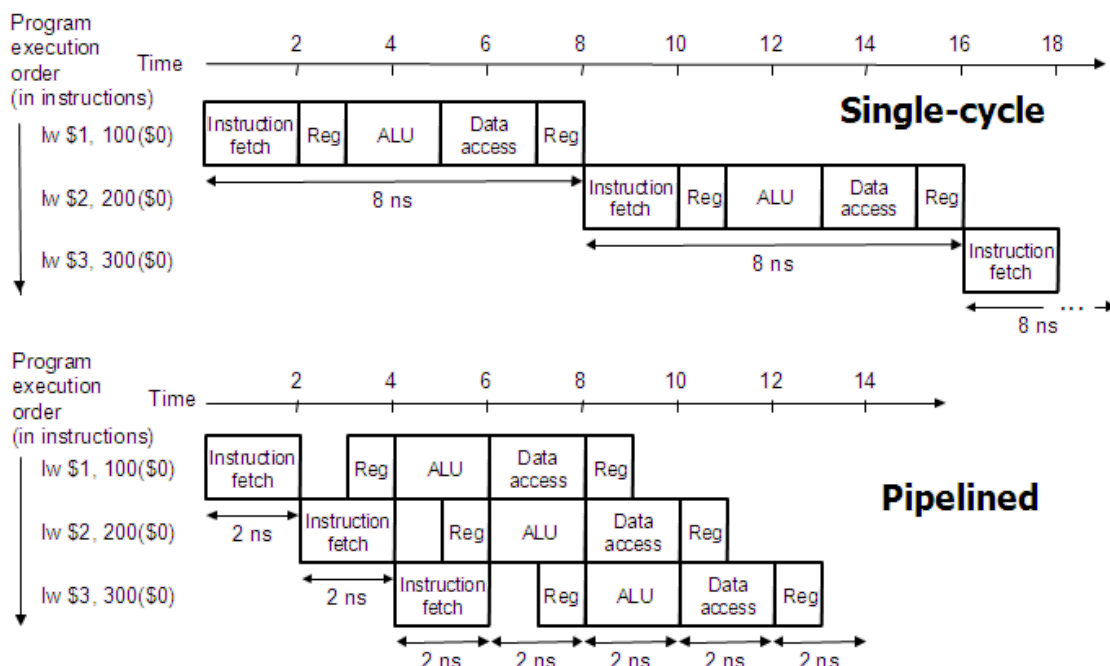 Program
execution
order
(in instructions)
Time
2 4 6 8 10 12 14 16 18
Single-cycle
lw $1, 100($0)
Instruction fetch
Reg
ALU
Data access
Reg
8 ns
lw $2, 200($0)
Instruction fetch
Reg
ALU
Data access
Reg
8 ns
lw $3, 300($0)
Instruction fetch
...
8 ns
Program
execution
order
(in instructions)
Time
2 4 6 8 10 12 14
Pipelined
lw $1, 100($0)
Instruction fetch
Reg
ALU
Data access
Reg
2 ns
lw $2, 200($0)
Instruction fetch
Reg
ALU
Data access
Reg
2 ns
lw $3, 300($0)
Instruction fetch
Reg
ALU
Data access
Reg
2 ns 2 ns 2 ns 2 ns 2 ns